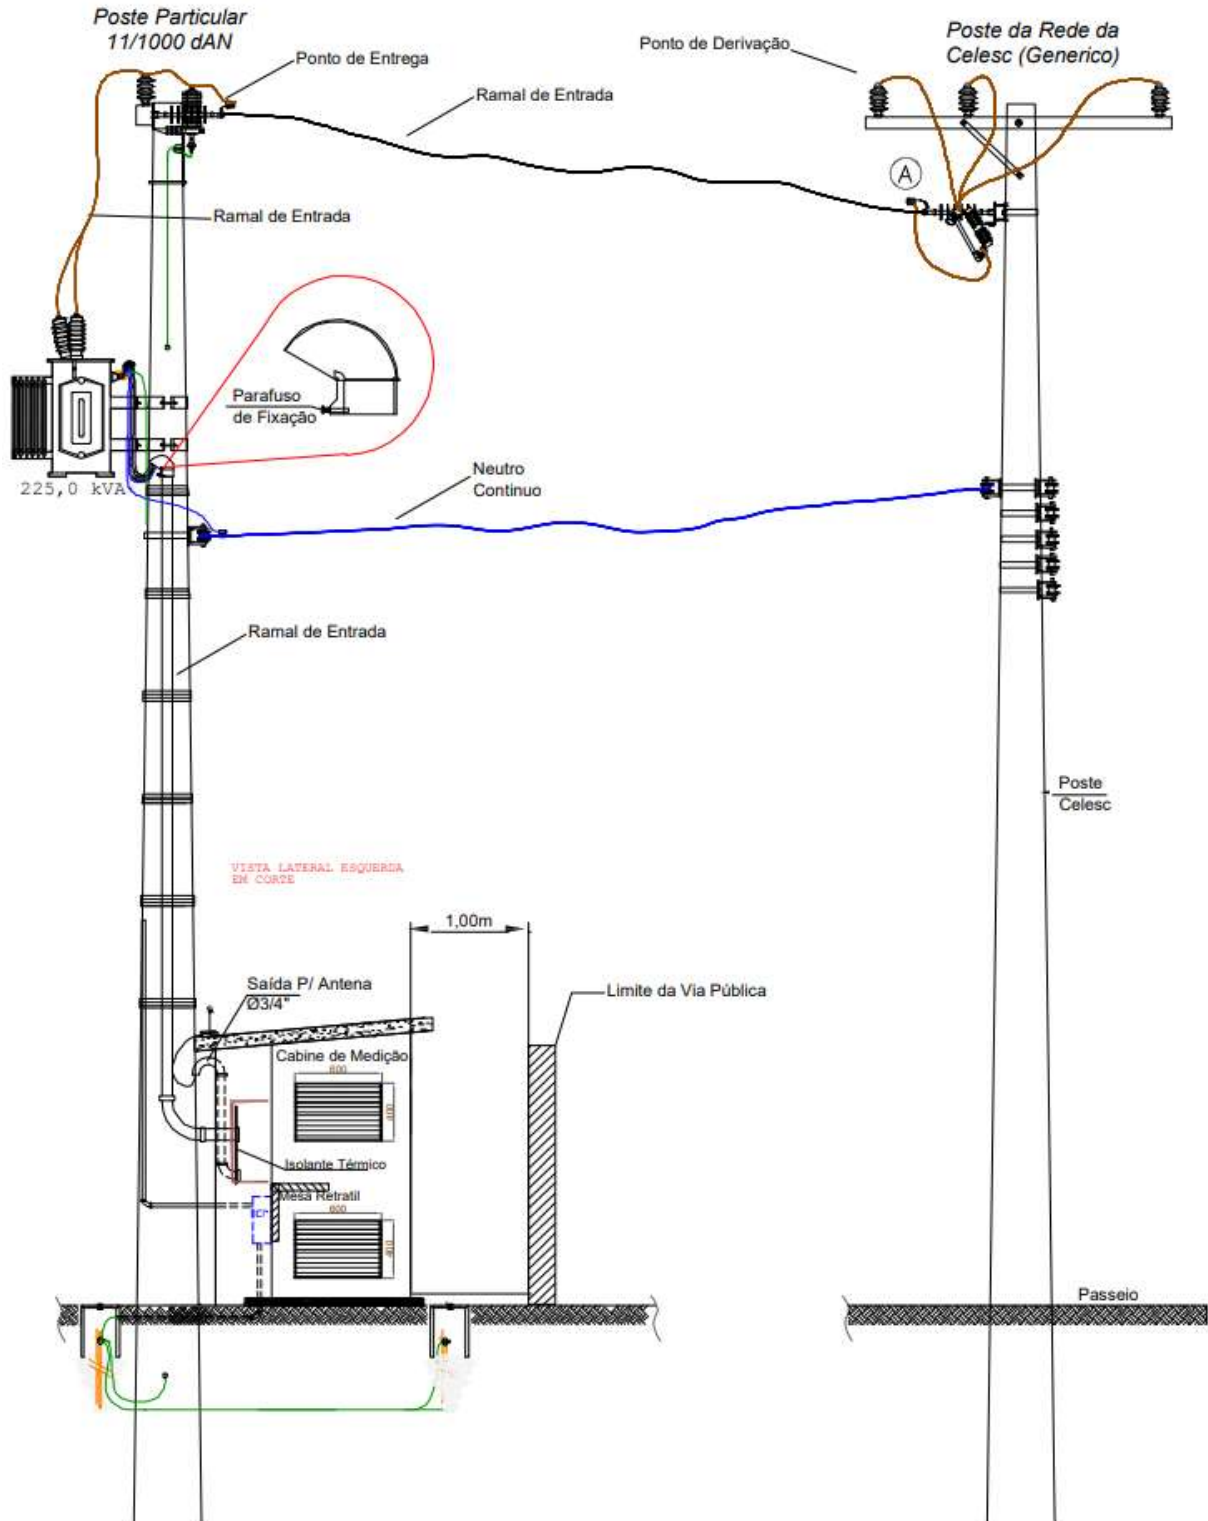 Poste Particular
11/1000 dAN
Ponto de Entrega
Ramal de Entrada
Ponto de Derivação
Poste da Rede da
Celesc (Generico)
A
Ramal de Entrada
Parafuso
de Fixação
225,0 kVA
Neutro
Continuo
Ramal de Entrada
Poste
Celesc
VISTA LATERAL ESQUERDA
EM CORTE
1,00m
Saída P/ Antena
Ø3/4"
Limite da Via Pública
Cabine de Medição
600
400
Isolante Térmico
Mesa Retratil
600
Passeio